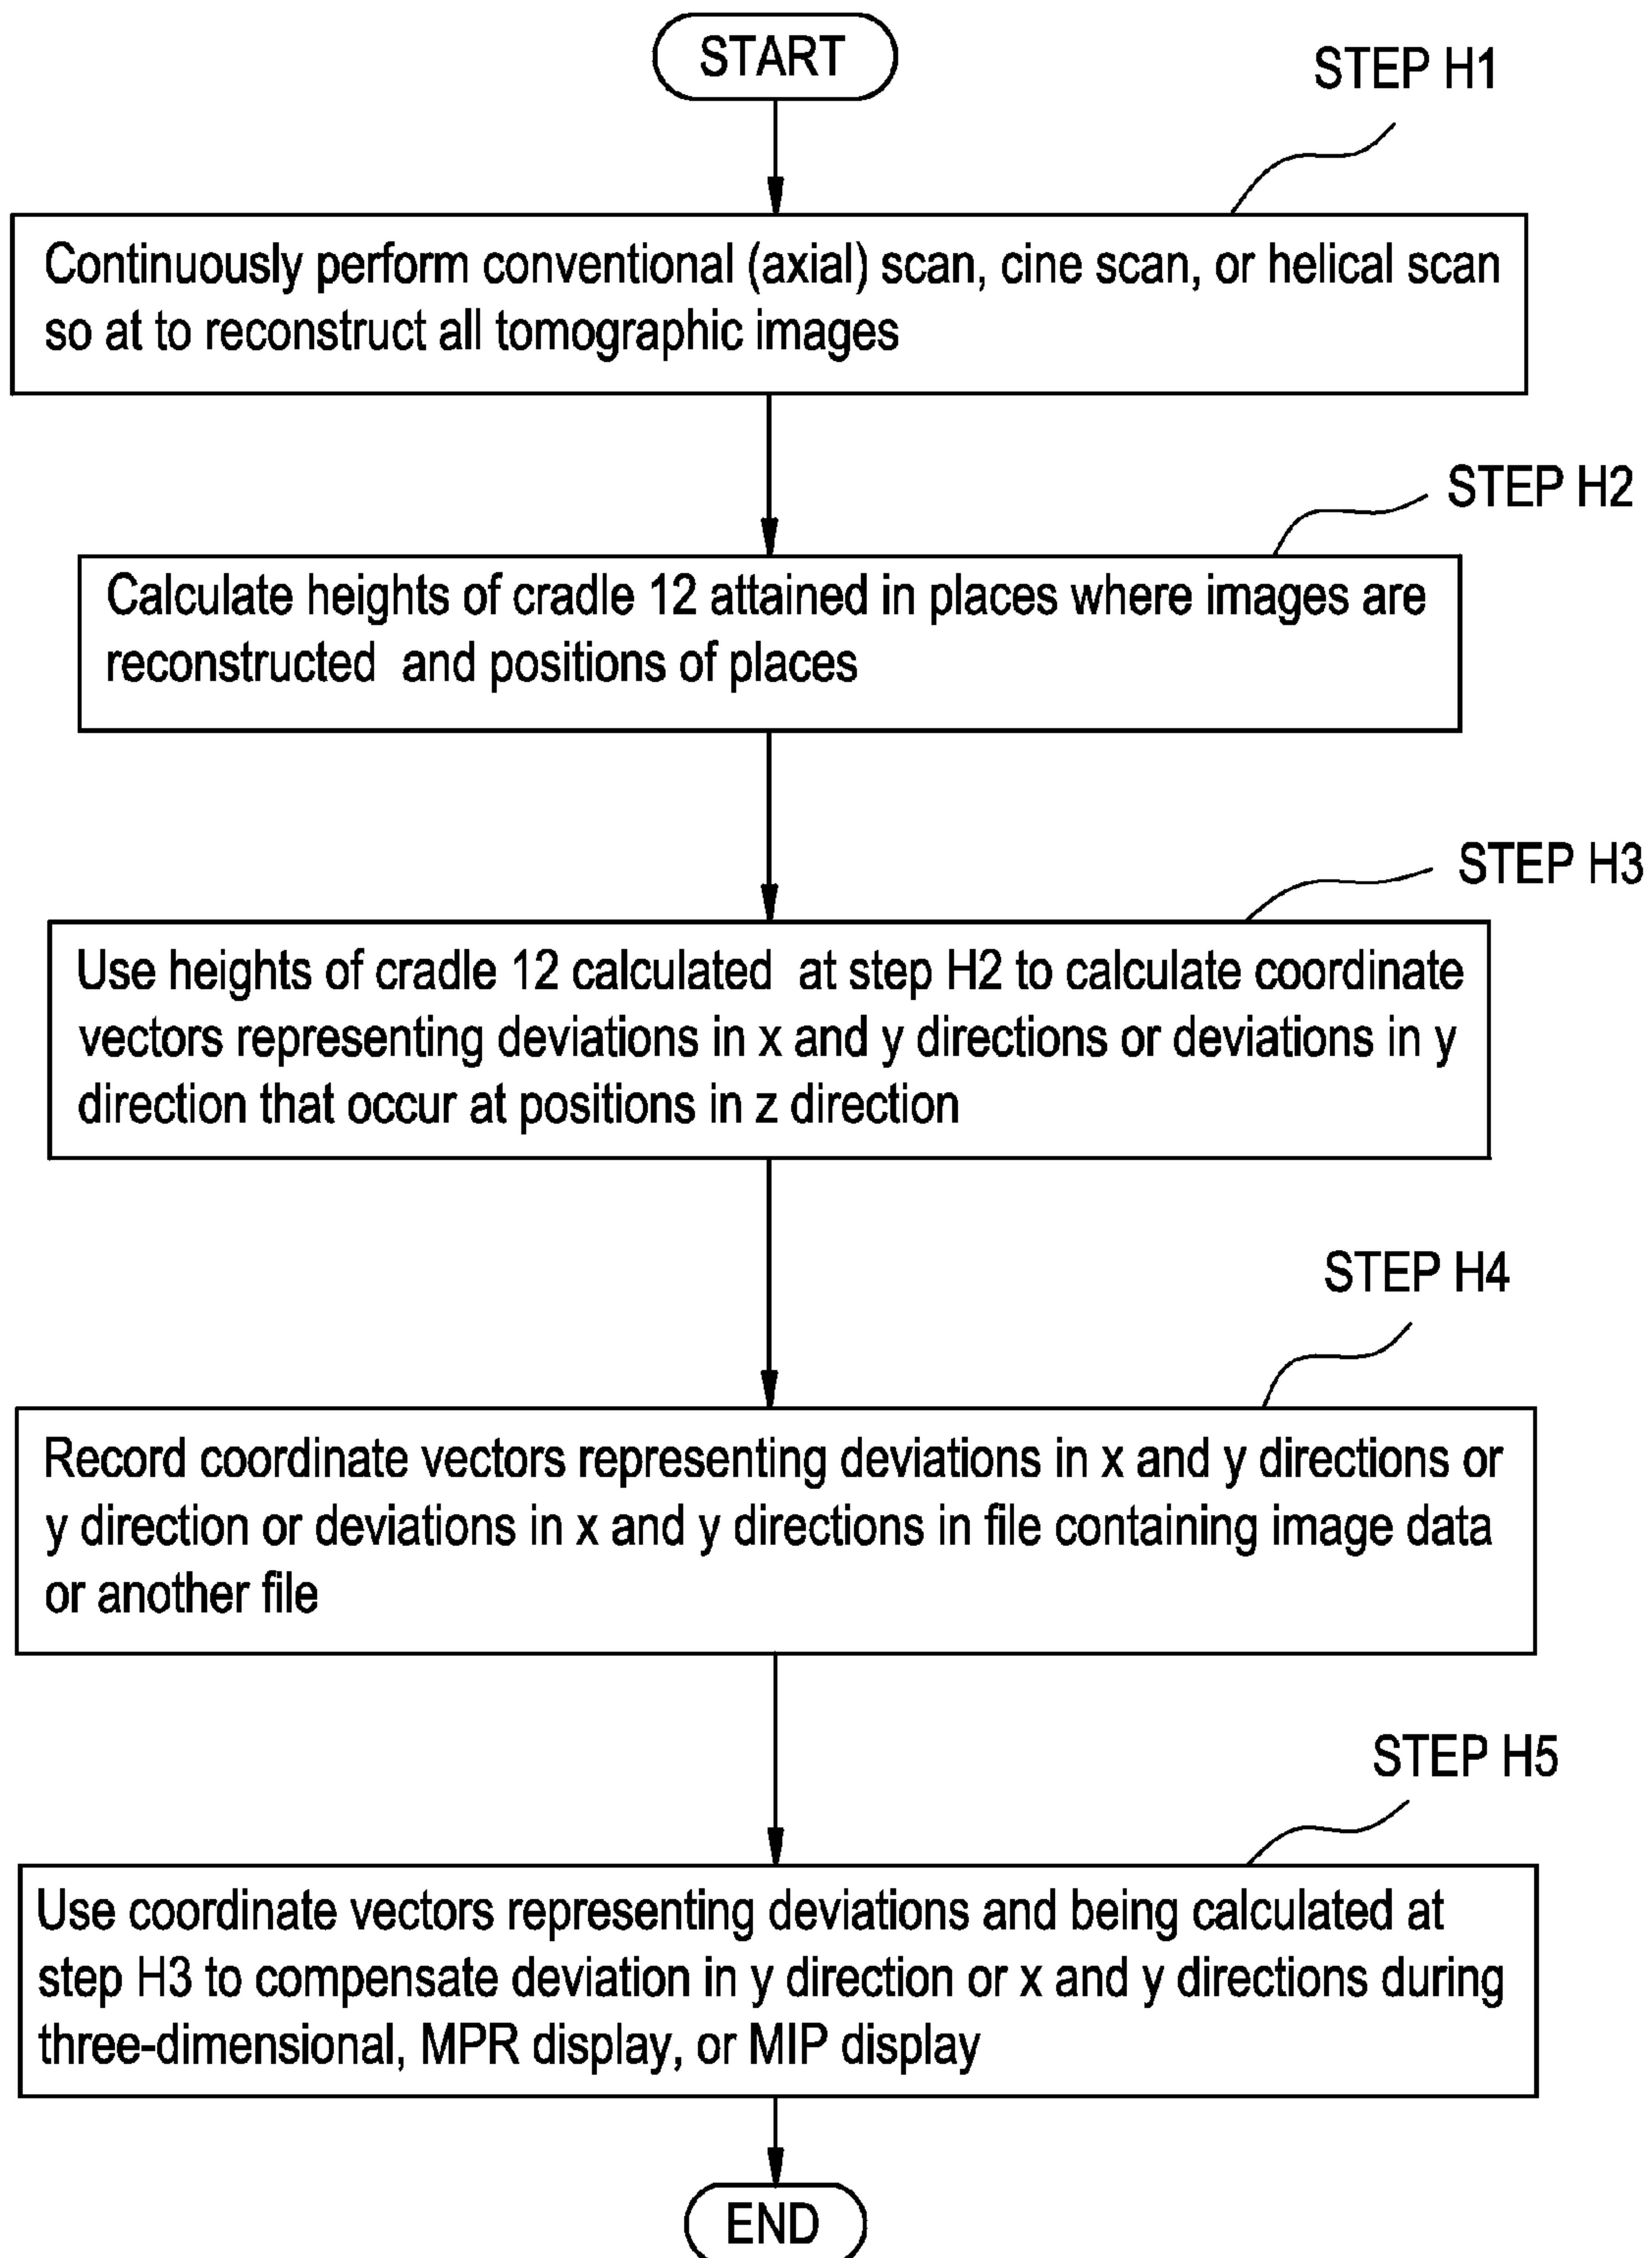 START
STEP H1
Continuously perform conventional (axial) scan, cine scan, or helical scan
so at to reconstruct all tomographic images
STEP H2
Calculate heights of cradle 12 attained in places where images are
reconstructed and positions of places
STEP H3
Use heights of cradle 12 calculated at step H2 to calculate coordinate
vectors representing deviations in x and y directions or deviations in y
direction that occur at positions in z direction
STEP H4
Record coordinate vectors representing deviations in x and y directions or
y direction or deviations in x and y directions in file containing image data
or another file
STEP H5
Use coordinate vectors representing deviations and being calculated at
step H3 to compensate deviation in y direction or x and y directions during
three-dimensional, MPR display, or MIP display
END